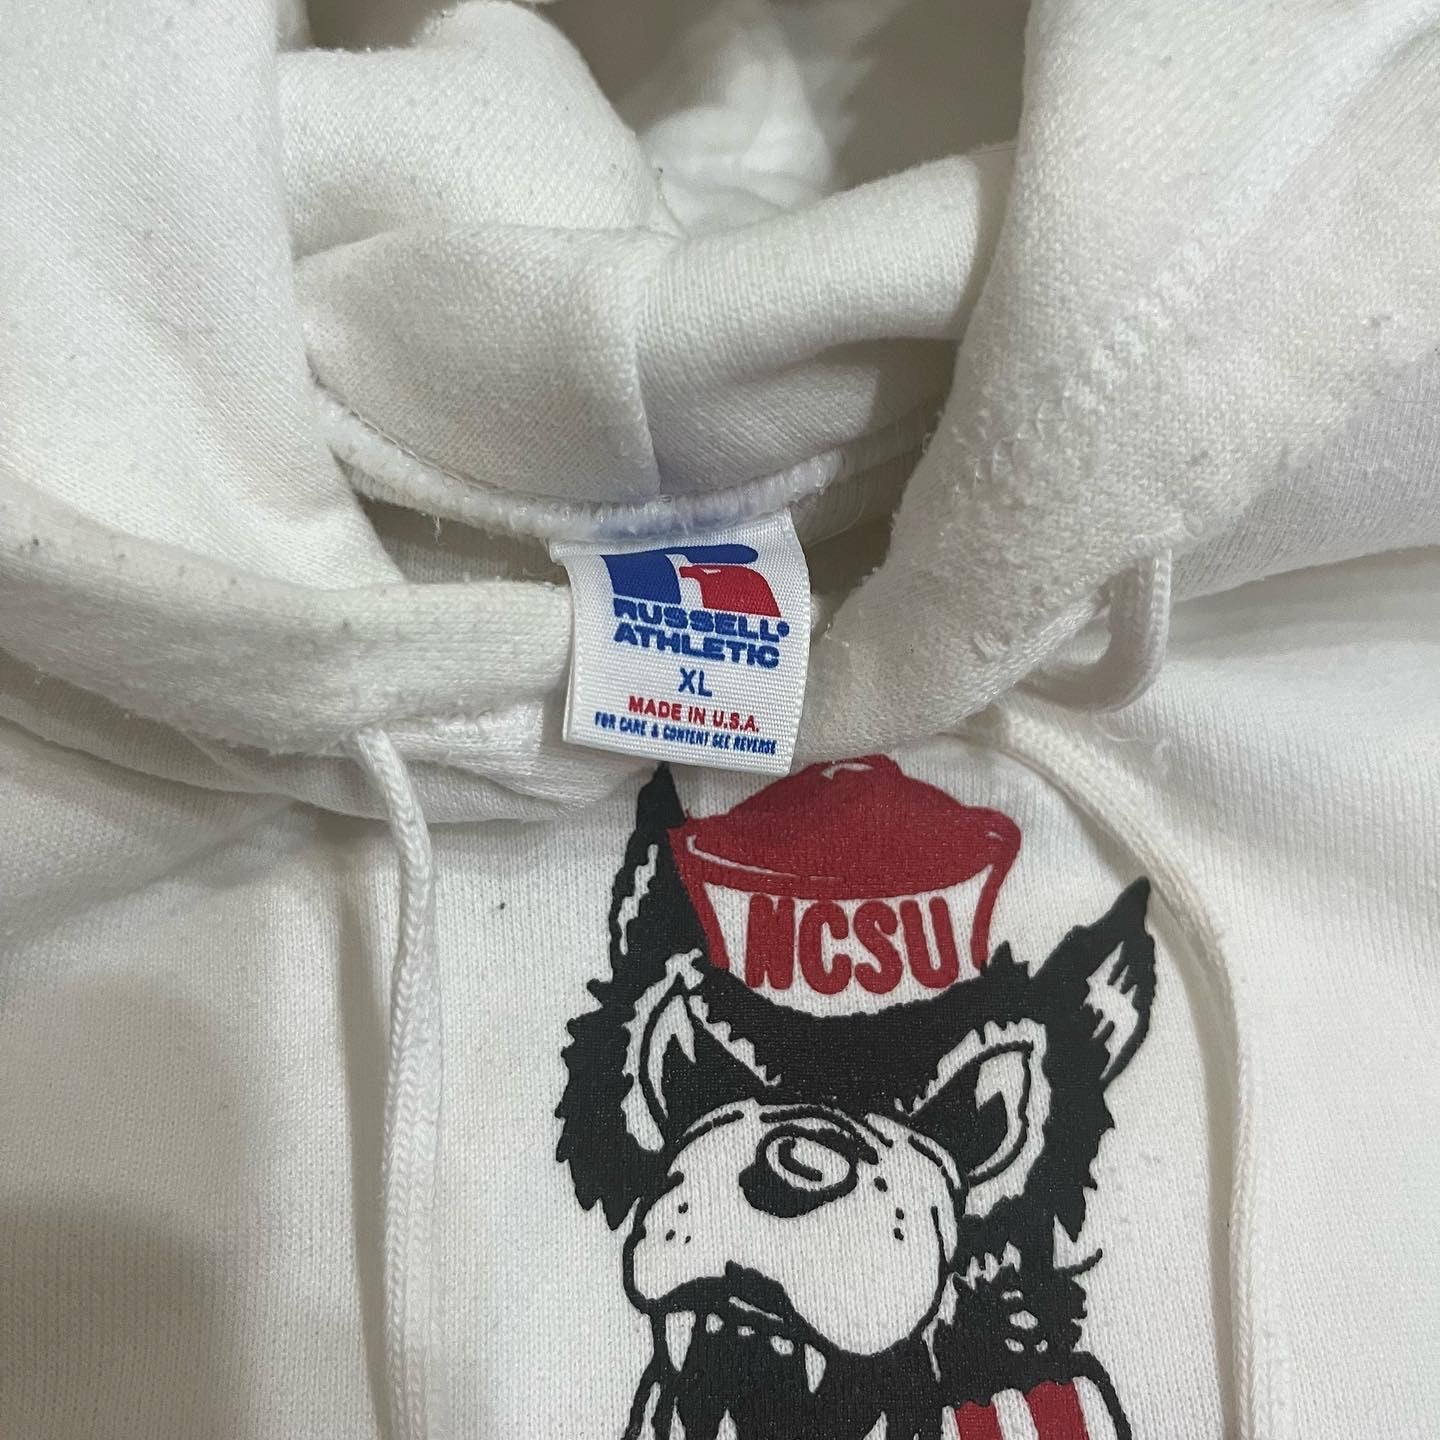 RUSSELL®
ATHLETIC
XL
MADE IN U.S.A.
FOR CARE & CONTENT SEE REVERSE
NCSU